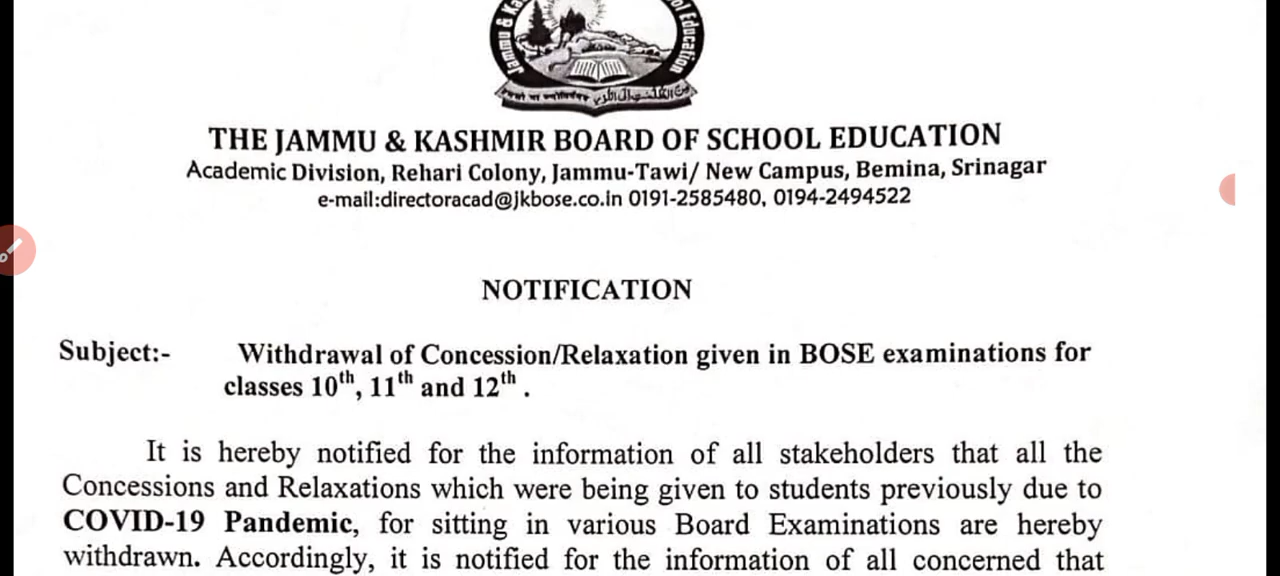 Jammu & Ka
ol Education
THE JAMMU & KASHMIR BOARD OF SCHOOL EDUCATION
Academic Division, Rehari Colony, Jammu-Tawi/ New Campus, Bemina, Srinagar
e-mail:directoracad@jkbose.co.in 0191-2585480, 0194-2494522
NOTIFICATION
Subject:- Withdrawal of Concession/Relaxation given in BOSE examinations for
classes 10th, 11th and 12th .
It is hereby notified for the information of all stakeholders that all the
Concessions and Relaxations which were being given to students previously due to
COVID-19 Pandemic, for sitting in various Board Examinations are hereby
withdrawn. Accordingly, it is notified for the information of all concerned that